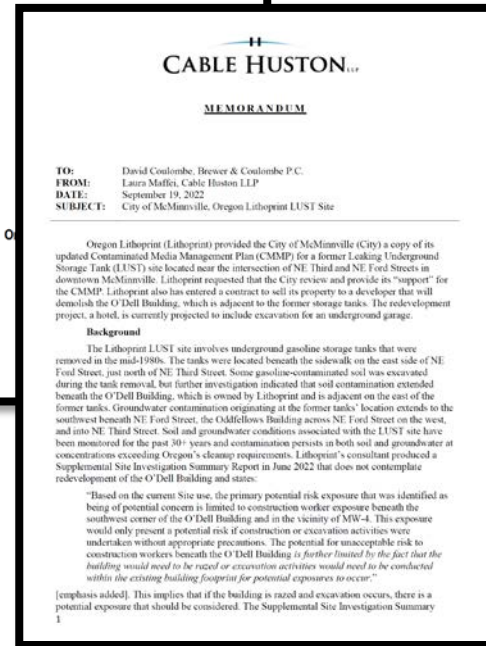 CABLE HUSTON LLP
MEMORANDUM
TO: David Coulombe, Brewer & Coulombe P.C.
FROM: Laura Maffei, Cable Huston LLP
DATE: September 19, 2022
SUBJECT: City of McMinnville, Oregon Lithoprint LUST Site
Oregon Lithoprint (Lithoprint) provided the City of McMinnville (City) a copy of its
updated Contaminated Media Management Plan (CMMP) for a former Leaking Underground
Storage Tank (LUST) site located near the intersection of NE Third and NE Ford Streets in
downtown McMinnville. Lithoprint requested that the City review and provide its “support” for
the CMMP. Lithoprint also has entered a contract to sell its property to a developer that will
demolish the O'Dell Building, which is adjacent to the former storage tanks. The redevelopment
project, a hotel, is currently projected to include excavation for an underground garage.
Background
The Lithoprint LUST site involves underground gasoline storage tanks that were
removed in the mid-1980s. The tanks were located beneath the sidewalk on the east side of NE
Ford Street, just north of NE Third Street. Some gasoline-contaminated soil was excavated
during the tank removal, but further investigation indicated that soil contamination extended
beneath the O'Dell Building, which is owned by Lithoprint and is adjacent on the east of the
former tanks. Groundwater contamination originating at the former tanks' location extends to the
southwest beneath NE Ford Street, the Oddfellows Building across NE Ford Street on the west,
and into NE Third Street. Soil and groundwater conditions associated with the LUST site have
been monitored for the past 30+ years and contamination persists in both soil and groundwater at
concentrations exceeding Oregon's cleanup requirements. Lithoprint's consultant produced a
Supplemental Site Investigation Summary Report in June 2022 that does not contemplate
redevelopment of the O'Dell Building and states:
“Based on the current Site use, the primary potential risk exposure that was identified as
being of potential concern is limited to construction worker exposure beneath the
southwest corner of the O'Dell Building and in the vicinity of MW-4. This exposure
would only present a potential risk if construction or excavation activities were
undertaken without appropriate precautions. The potential for unacceptable risk to
construction workers beneath the O'Dell Building is further limited by the fact that the
building would need to be razed or excavation activities would need to be conducted
within the existing building footprint for potential exposures to occur.”
[emphasis added]. This implies that if the building is razed and excavation occurs, there is a
potential exposure that should be considered. The Supplemental Site Investigation Summary
1